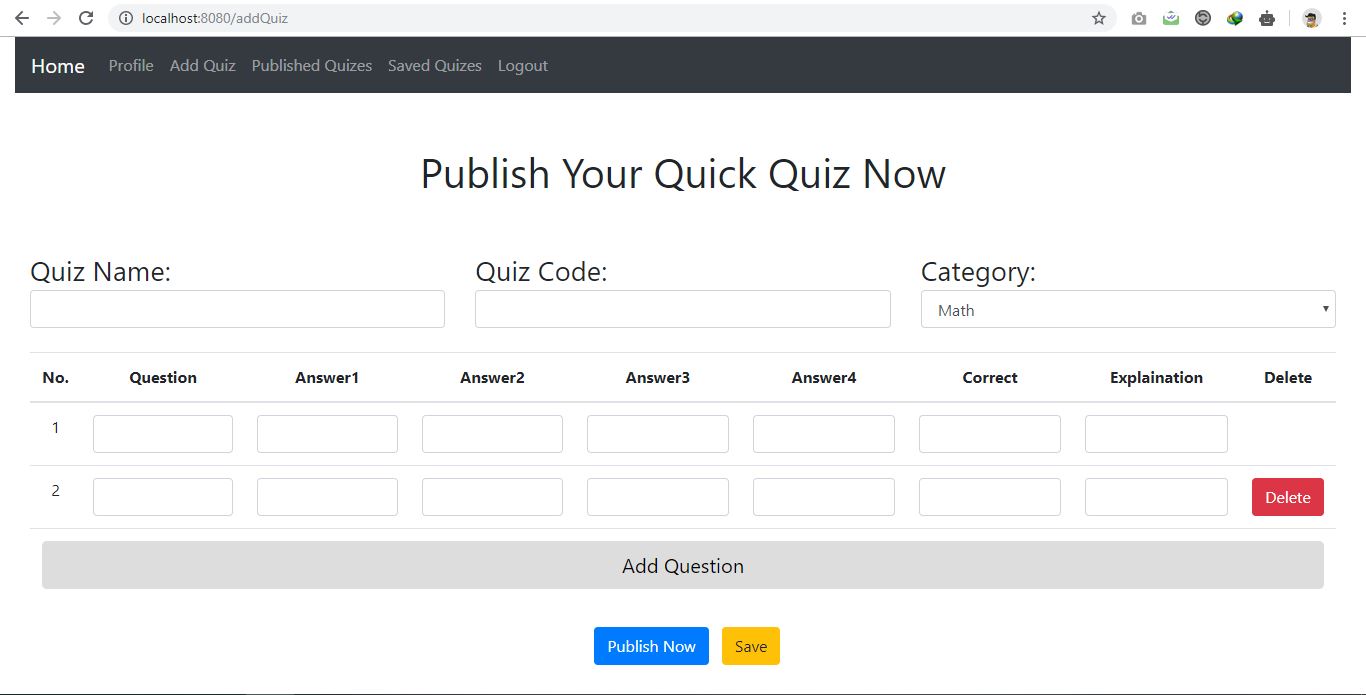 localhost:8080/addQuiz
Home Profile Add Quiz Published Quizes Saved Quizes Logout
Publish Your Quick Quiz Now
Quiz Name: Quiz Code: Category:
Math
No. Question Answer1 Answer2 Answer3 Answer4 Correct Explaination Delete
1
2 Delete
Add Question
Publish Now Save